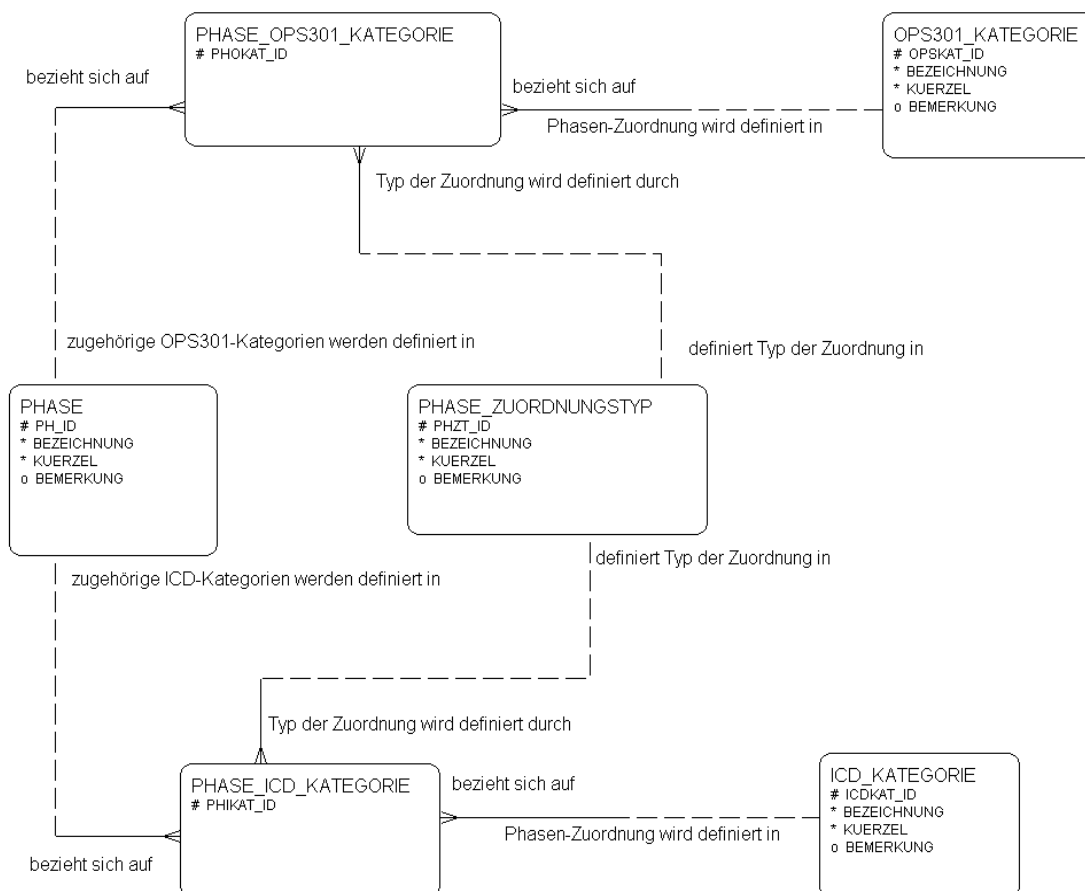 PHASE_OPS301_KATEGORIE
# PHOKAT_ID
OPS301_KATEGORIE
# OPSKAT_ID
* BEZEICHNUNG
* KUERZEL
o BEMERKUNG
bezieht sich auf
bezieht sich auf
Phasen-Zuordnung wird definiert in
Typ der Zuordnung wird definiert durch
zugehörige OPS301-Kategorien werden definiert in
definiert Typ der Zuordnung in
PHASE
# PH_ID
* BEZEICHNUNG
* KUERZEL
o BEMERKUNG
PHASE_ZUORDNUNGSTYP
# PHZT_ID
* BEZEICHNUNG
* KUERZEL
o BEMERKUNG
zugehörige ICD-Kategorien werden definiert in
definiert Typ der Zuordnung in
Typ der Zuordnung wird definiert durch
PHASE_ICD_KATEGORIE
# PHIKAT_ID
bezieht sich auf
Phasen-Zuordnung wird definiert in
ICD_KATEGORIE
# ICDKAT_ID
* BEZEICHNUNG
* KUERZEL
o BEMERKUNG
bezieht sich auf